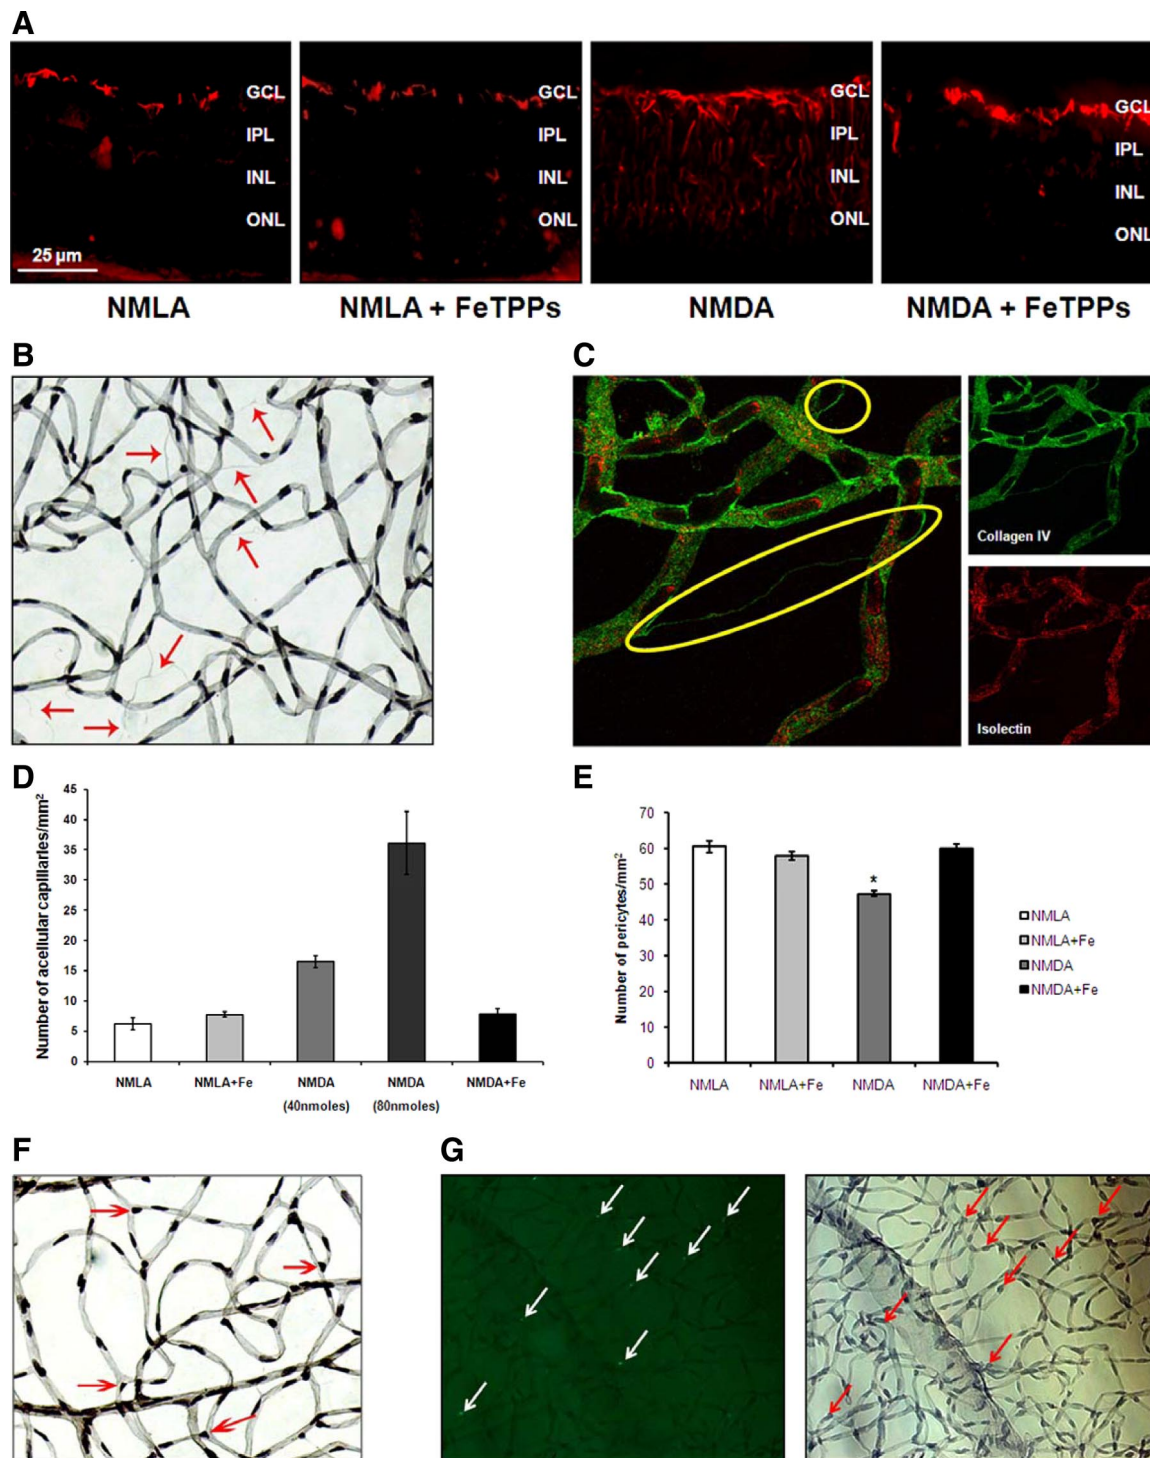 A
GCL
IPL
INL
ONL
25 µm
GCL
IPL
INL
ONL
GCL
IPL
INL
ONL
GCL
IPL
INL
ONL
NMLA
NMLA + FeTPPs
NMDA
NMDA + FeTPPs
B
C
Collagen IV
Isolectin
D
Number of acellular capillaries/mm²
45
40
35
30
25
20
15
10
5
0
NMLA
NMLA+Fe
NMDA
(40nmoles)
NMDA
(80nmoles)
NMDA+Fe
E
Number of pericytes/mm²
70
60
50
40
30
20
10
0
*
NMLA
NMLA+Fe
NMDA
NMDA+Fe
NMLA
NMLA+Fe
NMDA
NMDA+Fe
F
G